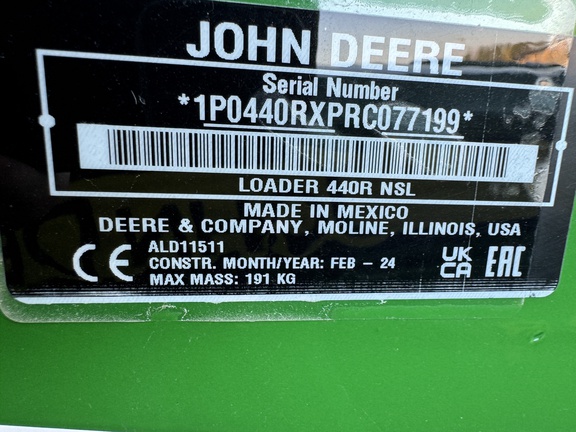 JOHN DEERE
Serial Number
*1P0440RXPRC077199*
LOADER 440R NSL
MADE IN MEXICO
DEERE & COMPANY, MOLINE, ILLINOIS, USA
ALD11511
CONSTR. MONTH/YEAR: FEB - 24
MAX MASS: 191 KG
CE
UK
CA
EAC